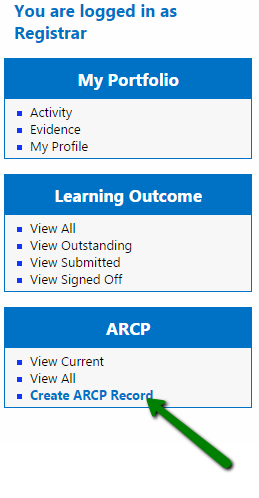 You are logged in as
Registrar
My Portfolio
Activity
Evidence
My Profile
Learning Outcome
View All
View Outstanding
View Submitted
View Signed Off
ARCP
View Current
View All
Create ARCP Record